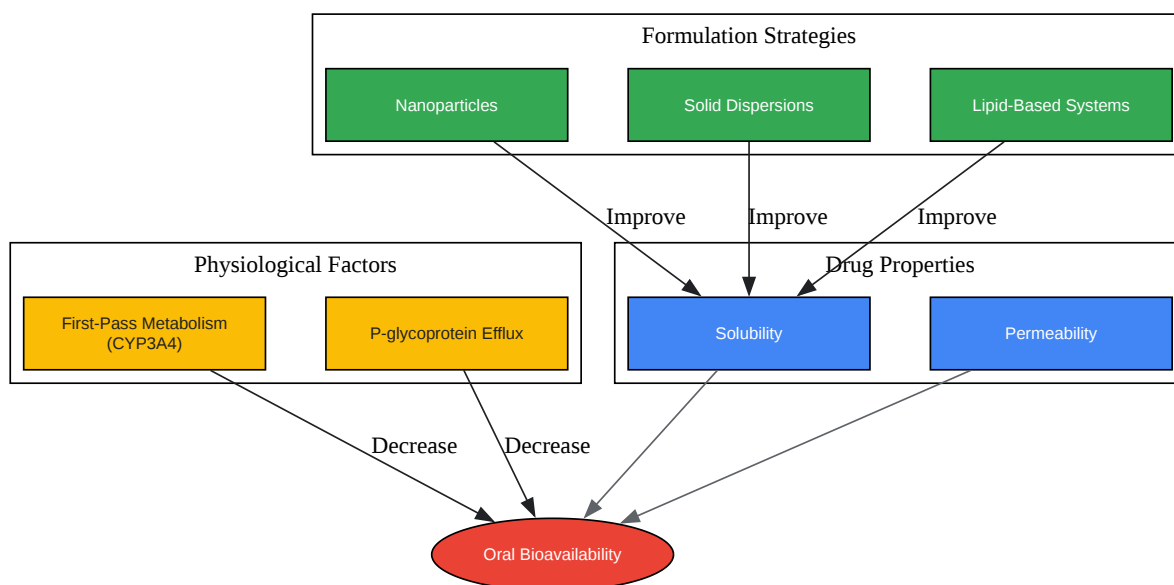 Formulation Strategies
Nanoparticles
Solid Dispersions
Lipid-Based Systems
Improve
Improve
Improve
Physiological Factors
Drug Properties
First-Pass Metabolism
(CYP3A4)
P-glycoprotein Efflux
Solubility
Permeability
Decrease
Decrease
Oral Bioavailability